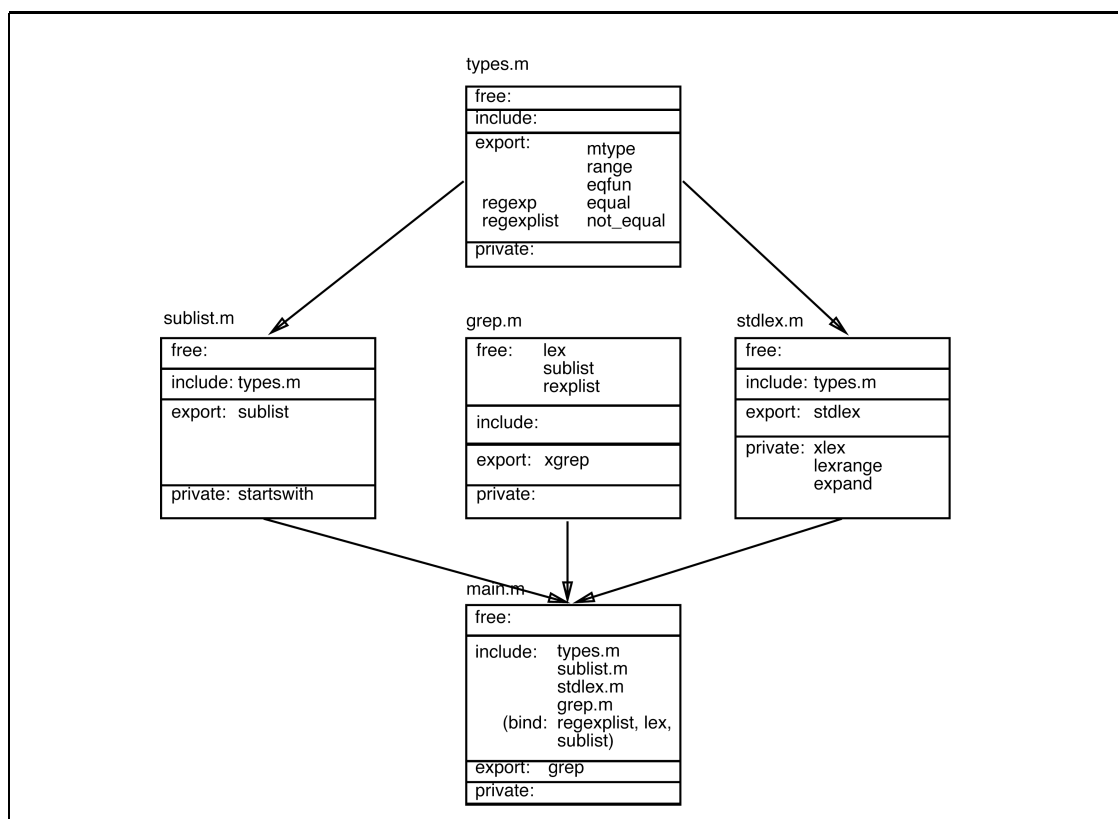 types.m
free:
include:
export:
mtype
range
eqfun
regexp equal
regexplist not_equal
private:
sublist.m
free:
include: types.m
export: sublist
private: startswith
grep.m
free: lex
sublist
rexplist
include:
export: xgrep
private:
stdlex.m
free:
include: types.m
export: stdlex
private: xlex
lexrange
expand
main.m
free:
include: types.m
sublist.m
stdlex.m
grep.m
(bind: regexplist, lex,
sublist)
export: grep
private: